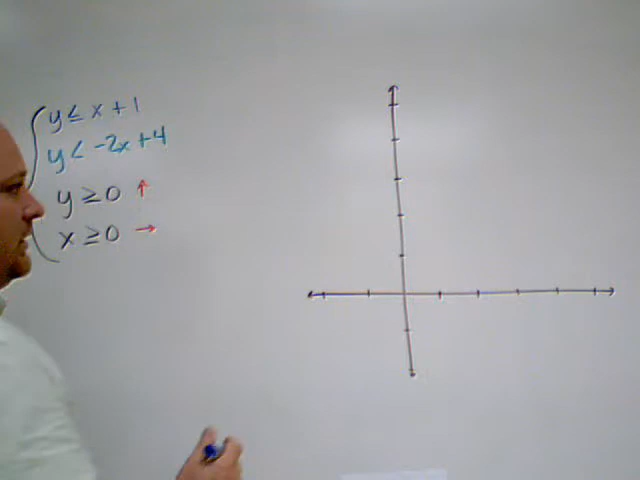 y ≤ x + 1
y < -2x + 4
y ≥ 0 ↑
x ≥ 0 →